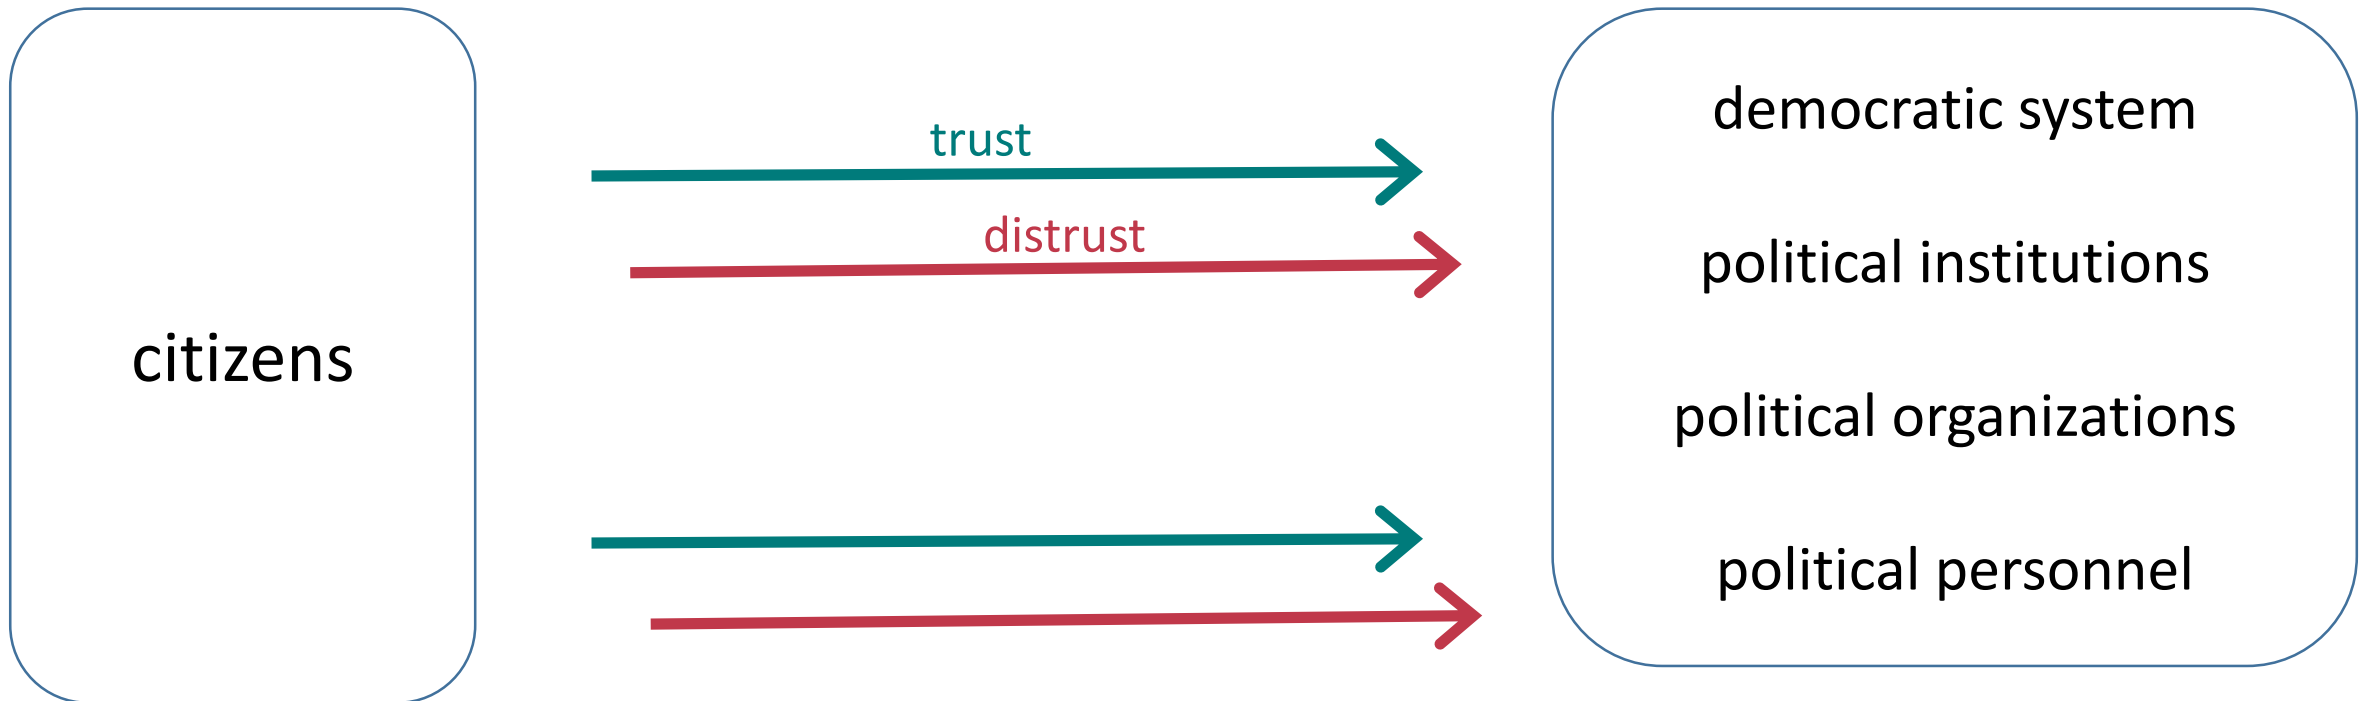 citizens
trust
distrust
democratic system
political institutions
political organizations
political personnel